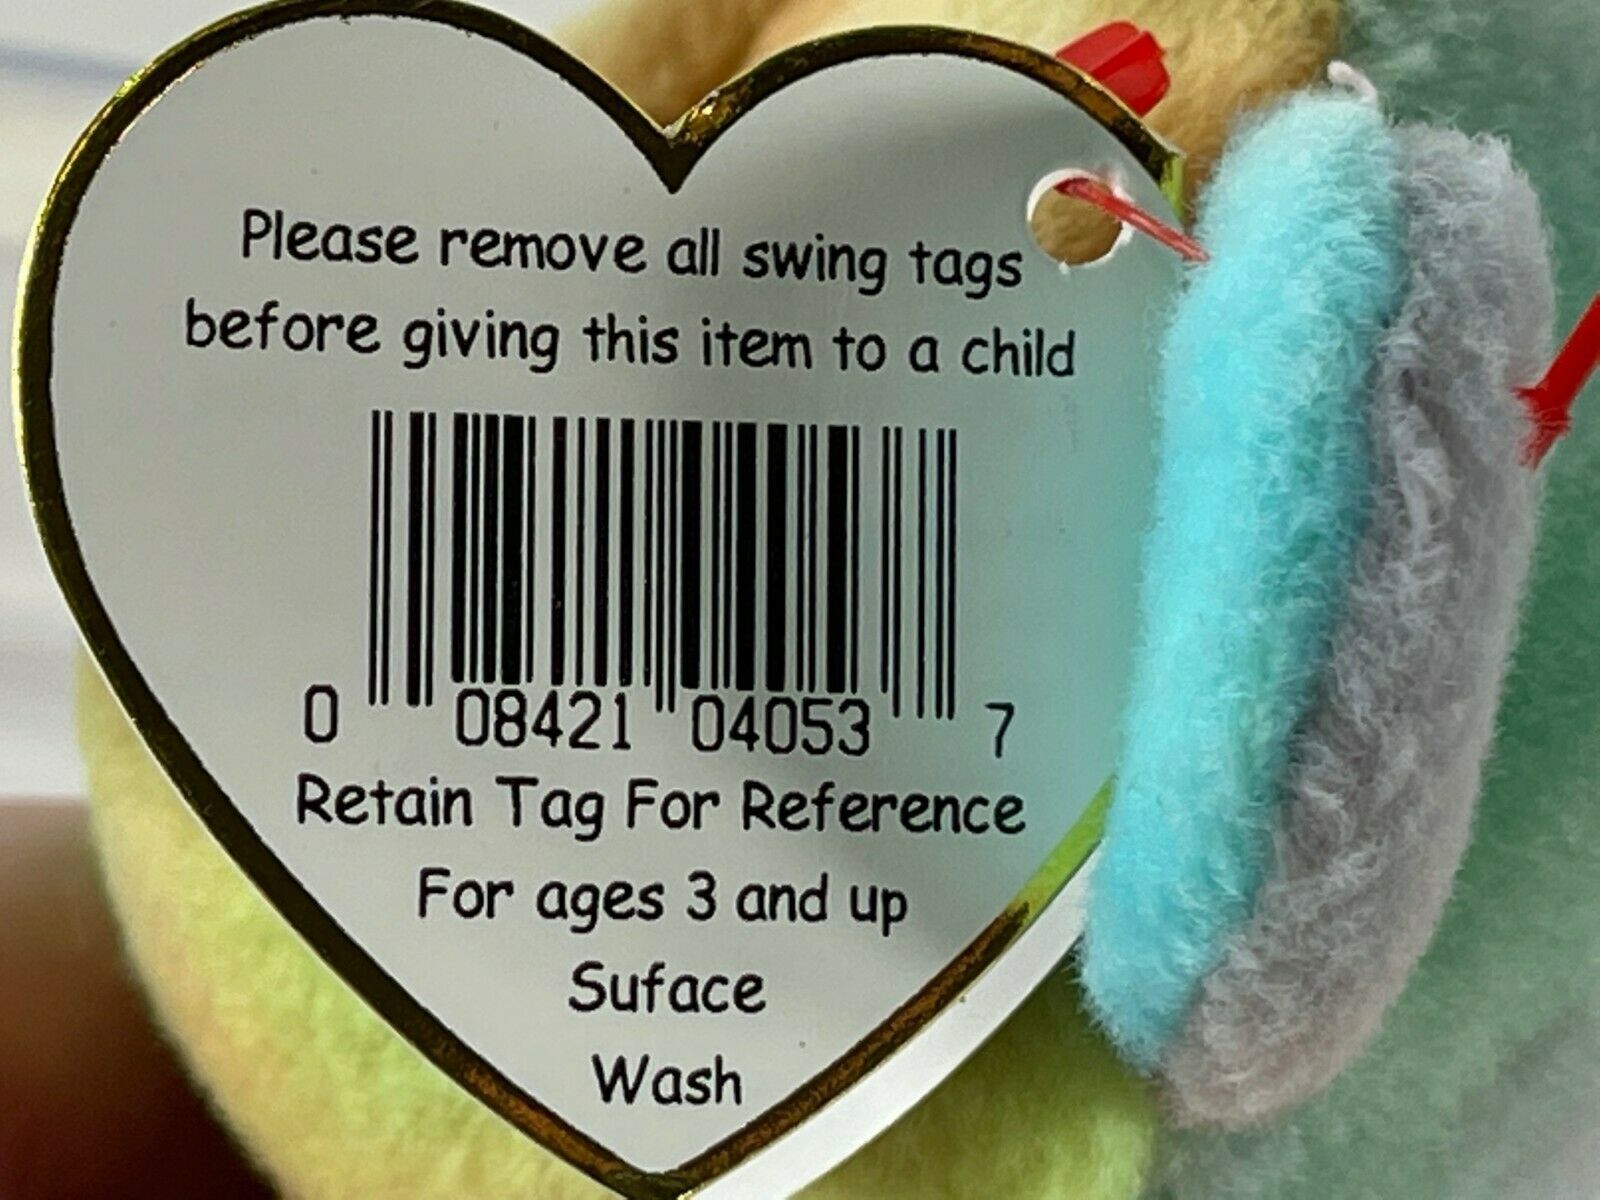 Please remove all swing tags
before giving this item to a child
0 08421 04053 7
Retain Tag For Reference
For ages 3 and up
Suface
Wash